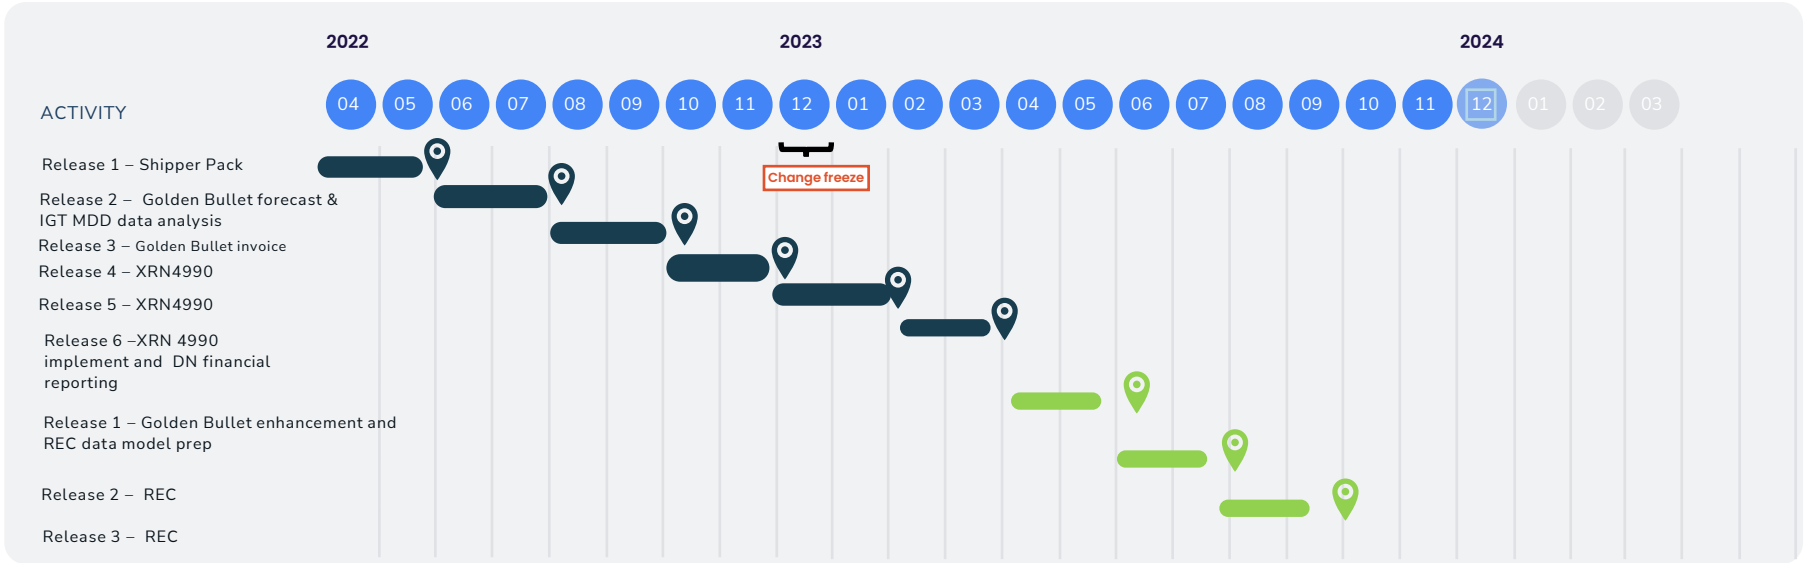 2022 2023 2024
ACTIVITY 04 05 06 07 08 09 10 11 12 01 02 03 04 05 06 07 08 09 10 11 12 01 02 03
Release 1 – Shipper Pack
Change freeze
Release 2 – Golden Bullet forecast &
IGT MDD data analysis
Release 3 – Golden Bullet invoice
Release 4 – XRN4990
Release 5 – XRN4990
Release 6 –XRN 4990
implement and DN financial
reporting
Release 1 – Golden Bullet enhancement and
REC data model prep
Release 2 – REC
Release 3 – REC